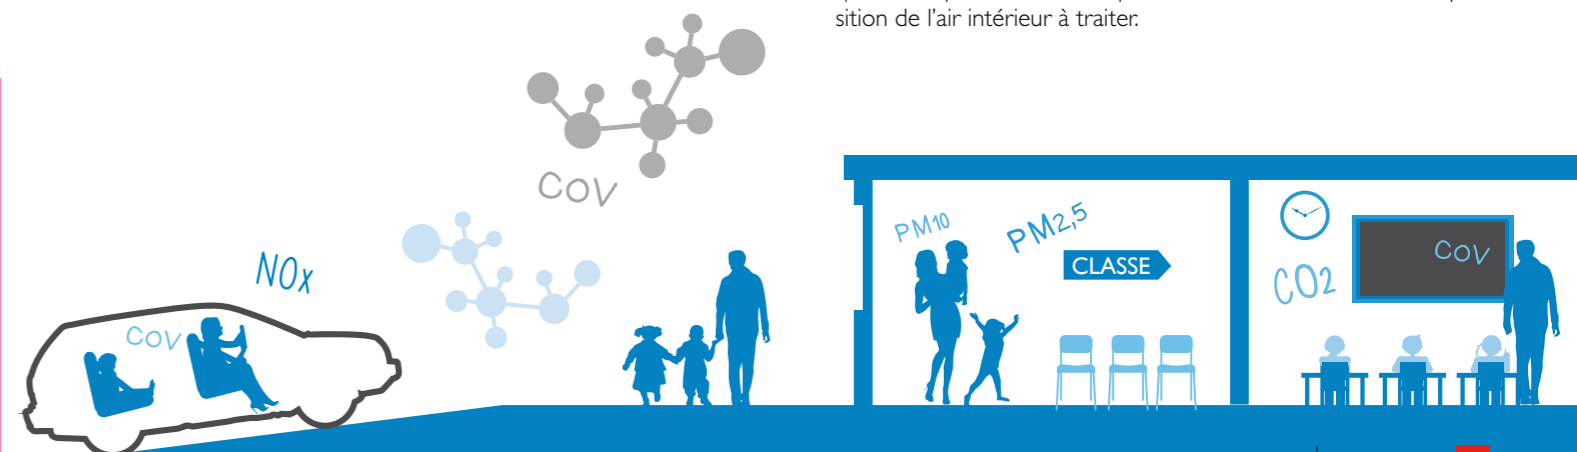 sition de l’air intérieur à traiter.
COV
NOx
COV
PM10
PM2,5
CLASSE
CO2
COV